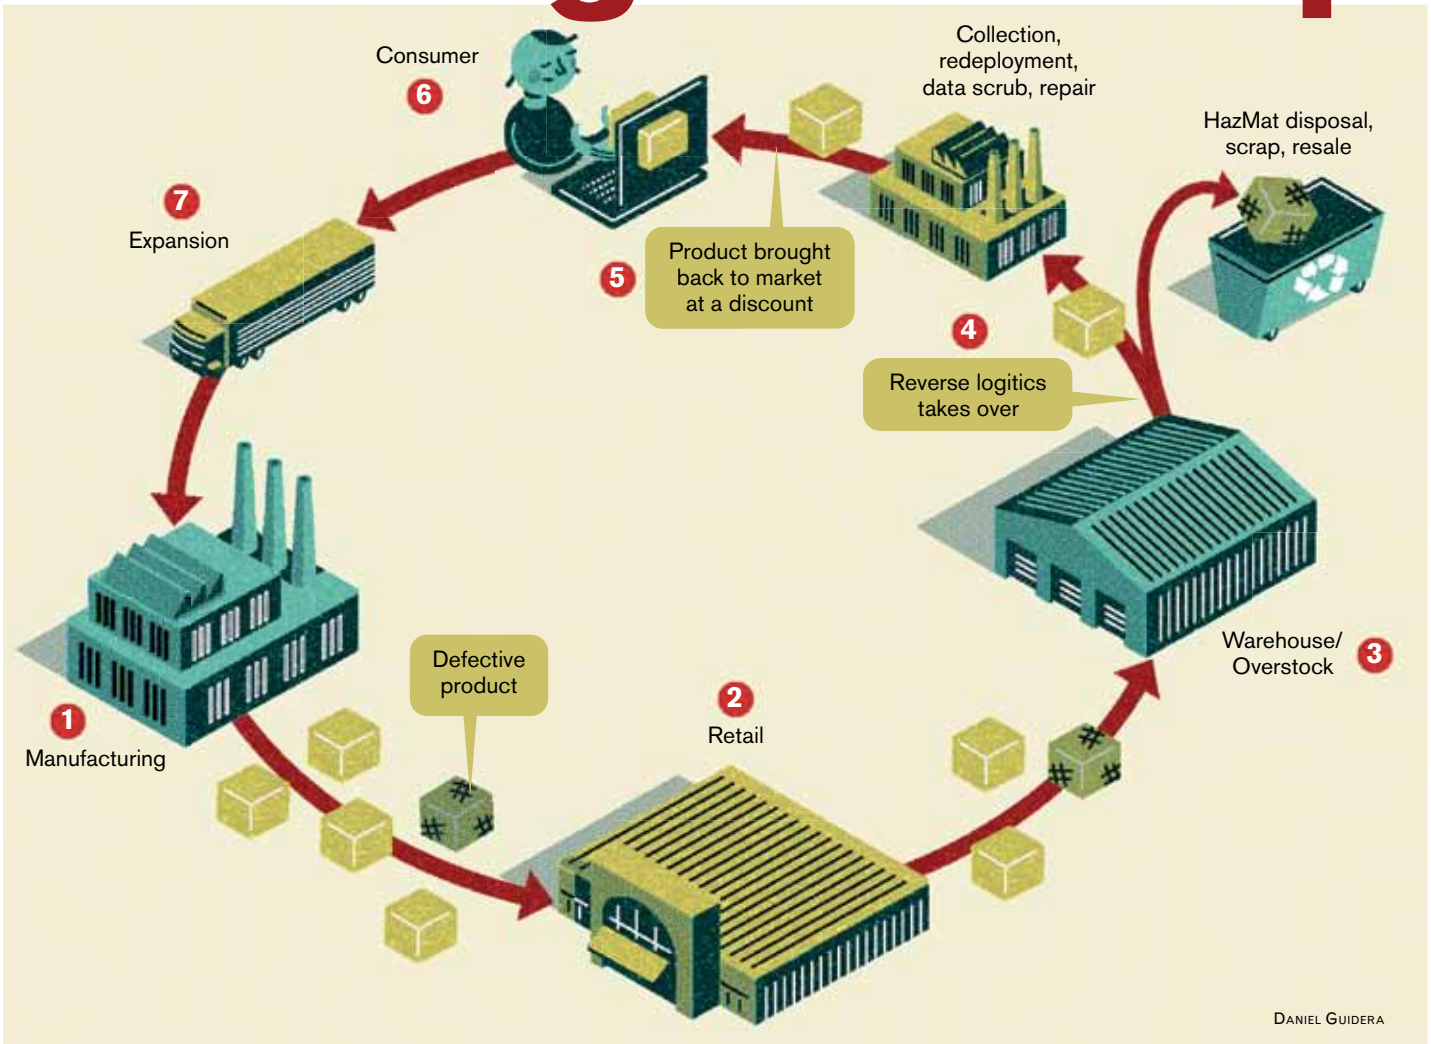 Consumer
6
Collection,
redeployment,
data scrub, repair
HazMat disposal,
scrap, resale
7
Expansion
5
Product brought
back to market
at a discount
4
Reverse logitics
takes over
Warehouse/
Overstock
3
Defective
product
2
Retail
1
Manufacturing
DANIEL GUIDERA